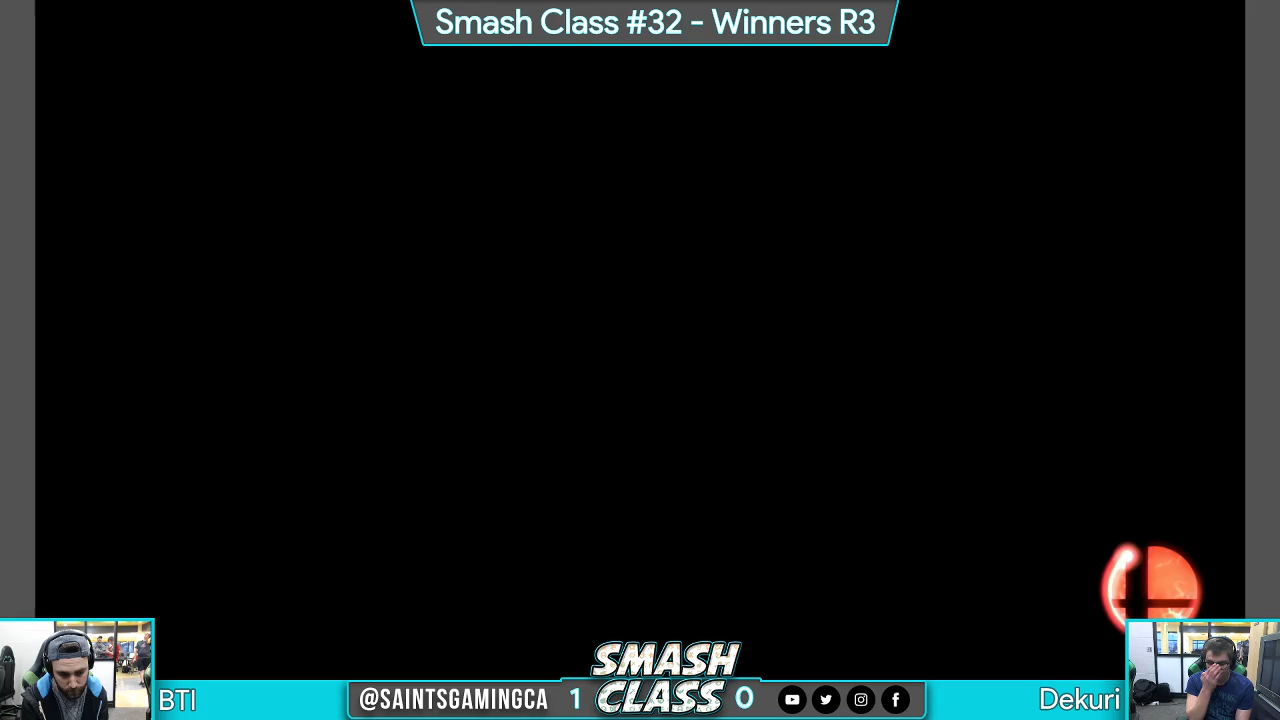 Smash Class #32 - Winners R3
SMASH
CLASS
BTI
@SAINTSGAMINGCA
1
0
Dekuri